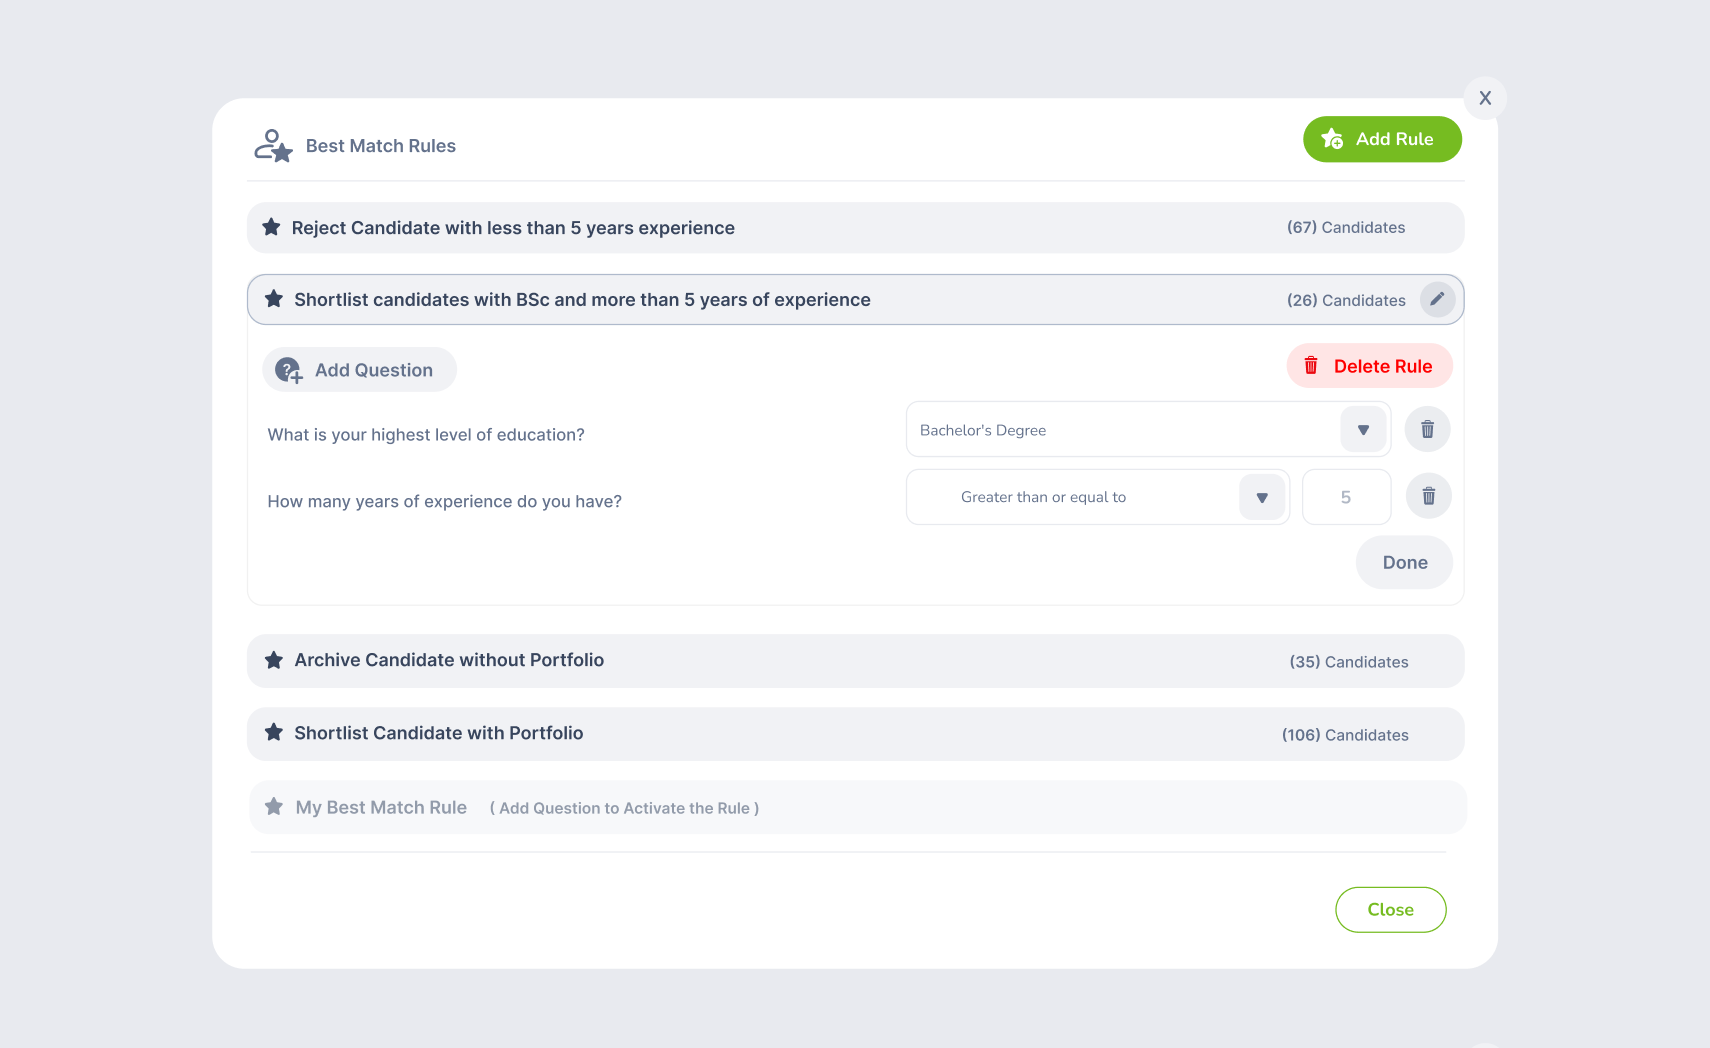 X
Best Match Rules
Add Rule
Reject Candidate with less than 5 years experience (67) Candidates
Shortlist candidates with BSc and more than 5 years of experience (26) Candidates
? Add Question
Delete Rule
What is your highest level of education? Bachelor's Degree
How many years of experience do you have? Greater than or equal to 5
Done
Archive Candidate without Portfolio (35) Candidates
Shortlist Candidate with Portfolio (106) Candidates
My Best Match Rule ( Add Question to Activate the Rule )
Close